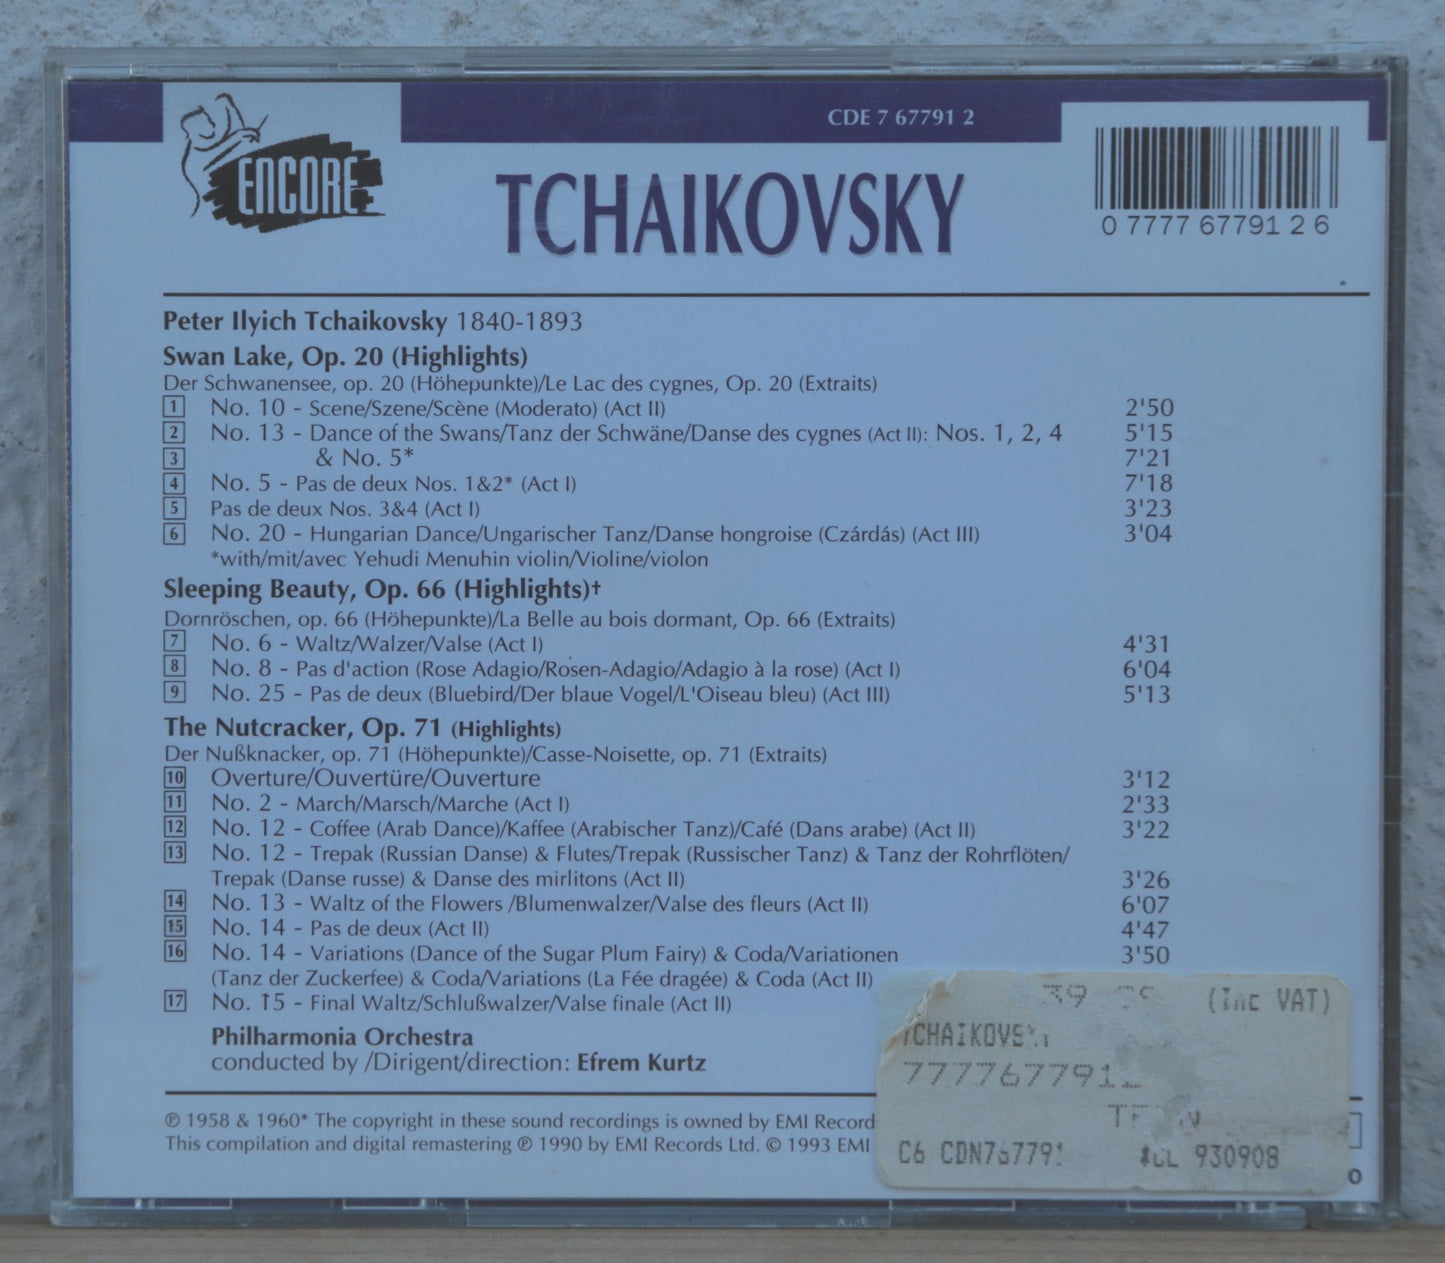 ENCORE
CDE 7 67791 2
TCHAIKOVSKY
0 7777 67791 2 6
Peter Ilyich Tchaikovsky 1840-1893
Swan Lake, Op. 20 (Highlights)
Der Schwanensee, op. 20 (Höhepunkte)/Le Lac des cygnes, Op. 20 (Extraits)
1 No. 10 - Scene/Szene/Scène (Moderato) (Act II) 2'50
2 No. 13 - Dance of the Swans/Tanz der Schwäne/Danse des cygnes (Act II): Nos. 1, 2, 4 5'15
3 & No. 5* 7'21
4 No. 5 - Pas de deux Nos. 1&2* (Act I) 7'18
5 Pas de deux Nos. 3&4 (Act I) 3'23
6 No. 20 - Hungarian Dance/Ungarischer Tanz/Danse hongroise (Czárdás) (Act III) 3'04
*with/mit/avec Yehudi Menuhin violin/Violine/violon
Sleeping Beauty, Op. 66 (Highlights)†
Dornröschen, op. 66 (Höhepunkte)/La Belle au bois dormant, Op. 66 (Extraits)
7 No. 6 - Waltz/Walzer/Valse (Act I) 4'31
8 No. 8 - Pas d'action (Rose Adagio/Rosen-Adagio/Adagio à la rose) (Act I) 6'04
9 No. 25 - Pas de deux (Bluebird/Der blaue Vogel/L'Oiseau bleu) (Act III) 5'13
The Nutcracker, Op. 71 (Highlights)
Der Nußknacker, op. 71 (Höhepunkte)/Casse-Noisette, op. 71 (Extraits)
10 Overture/Ouvertüre/Ouverture 3'12
11 No. 2 - March/Marsch/Marche (Act I) 2'33
12 No. 12 - Coffee (Arab Dance)/Kaffee (Arabischer Tanz)/Café (Dans arabe) (Act II) 3'22
13 No. 12 - Trepak (Russian Danse) & Flutes/Trepak (Russischer Tanz) & Tanz der Rohrflöten/
Trepak (Danse russe) & Danse des mirlitons (Act II) 3'26
14 No. 13 - Waltz of the Flowers /Blumenwalzer/Valse des fleurs (Act II) 6'07
15 No. 14 - Pas de deux (Act II) 4'47
16 No. 14 - Variations (Dance of the Sugar Plum Fairy) & Coda/Variationen 3'50
(Tanz der Zuckerfee) & Coda/Variations (La Fée dragée) & Coda (Act II)
17 No. 15 - Final Waltz/Schlußwalzer/Valse finale (Act II)
Philharmonia Orchestra
conducted by /Dirigent/direction: Efrem Kurtz
℗ 1958 & 1960* The copyright in these sound recordings is owned by EMI Record
This compilation and digital remastering ℗ 1990 by EMI Records Ltd. © 1993 EMI
(Inc VAT)
TCHAIKOVSKY
C6 CDN767791
930908